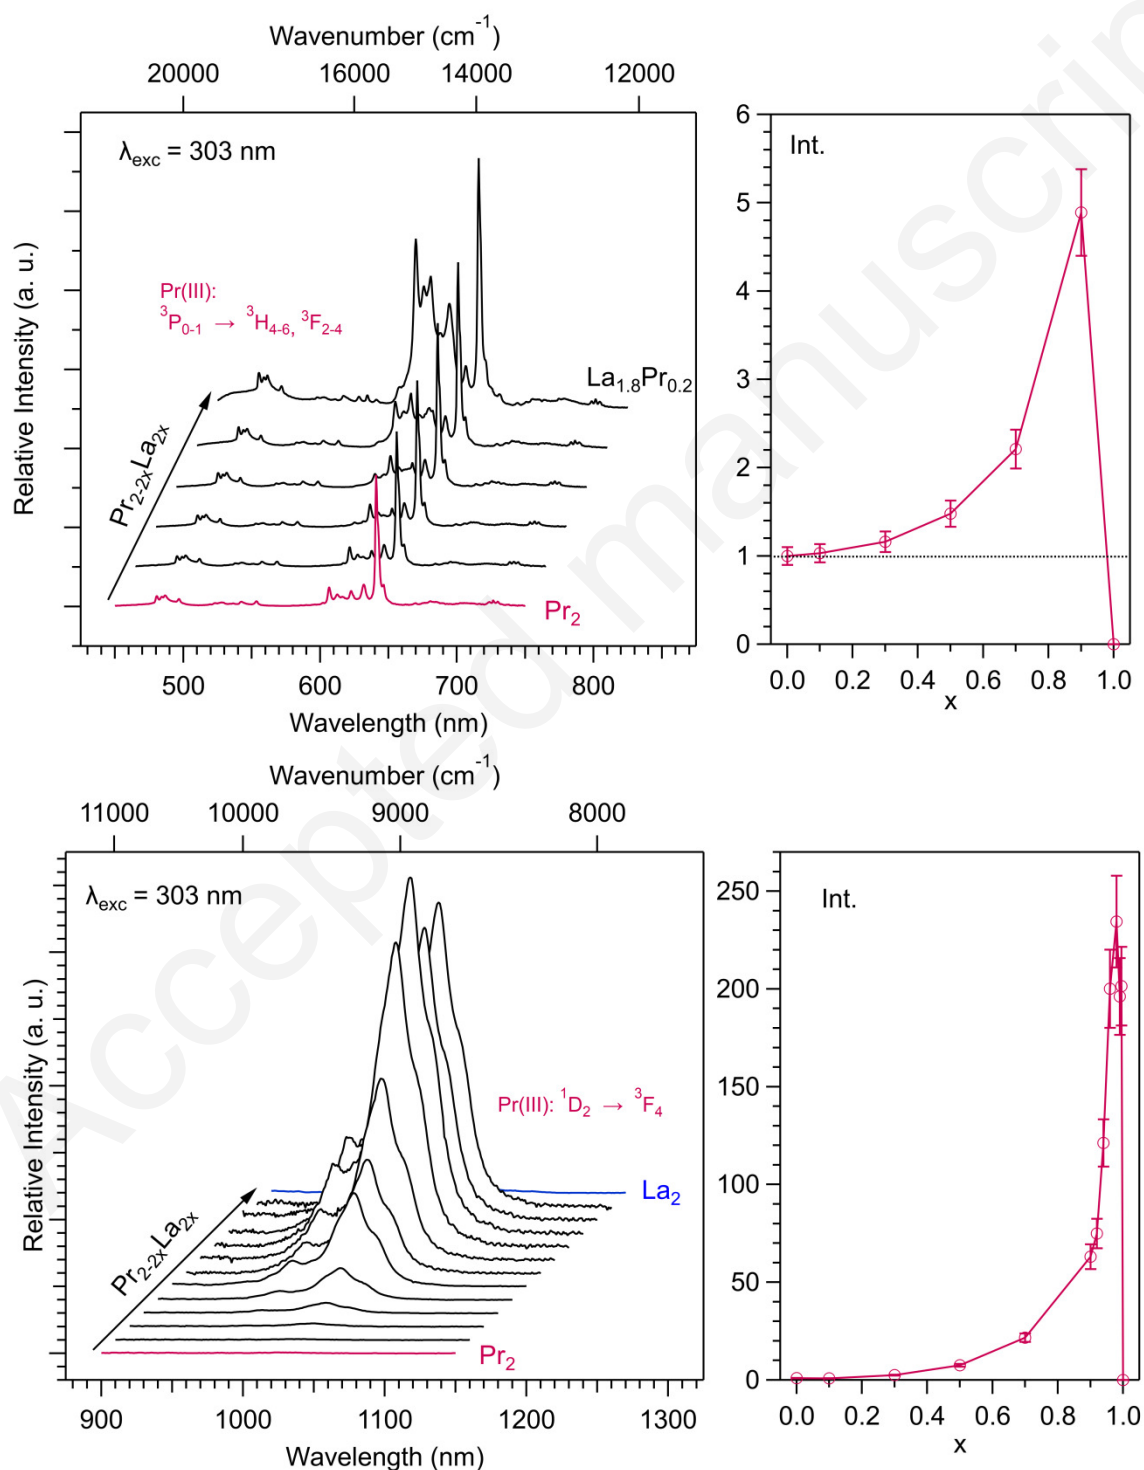 Wavenumber (cm⁻¹)
20000 16000 14000 12000
λexc = 303 nm
Pr(III):
³P₀₋₁ → ³H₄₋₆, ³F₂₋₄
La₁.₈Pr₀.₂
Pr₂₋₂ₓLa₂ₓ
Pr₂
Relative Intensity (a. u.)
500 600 700 800
Wavelength (nm)
Int.
6
5
4
3
2
1
0
0.0 0.2 0.4 0.6 0.8 1.0
x
Wavenumber (cm⁻¹)
11000 10000 9000 8000
λexc = 303 nm
Pr(III): ¹D₂ → ³F₄
La₂
Pr₂₋₂ₓLa₂ₓ
Pr₂
Relative Intensity (a. u.)
900 1000 1100 1200 1300
Wavelength (nm)
Int.
250
200
150
100
50
0
0.0 0.2 0.4 0.6 0.8 1.0
x
Accepted manuscrip